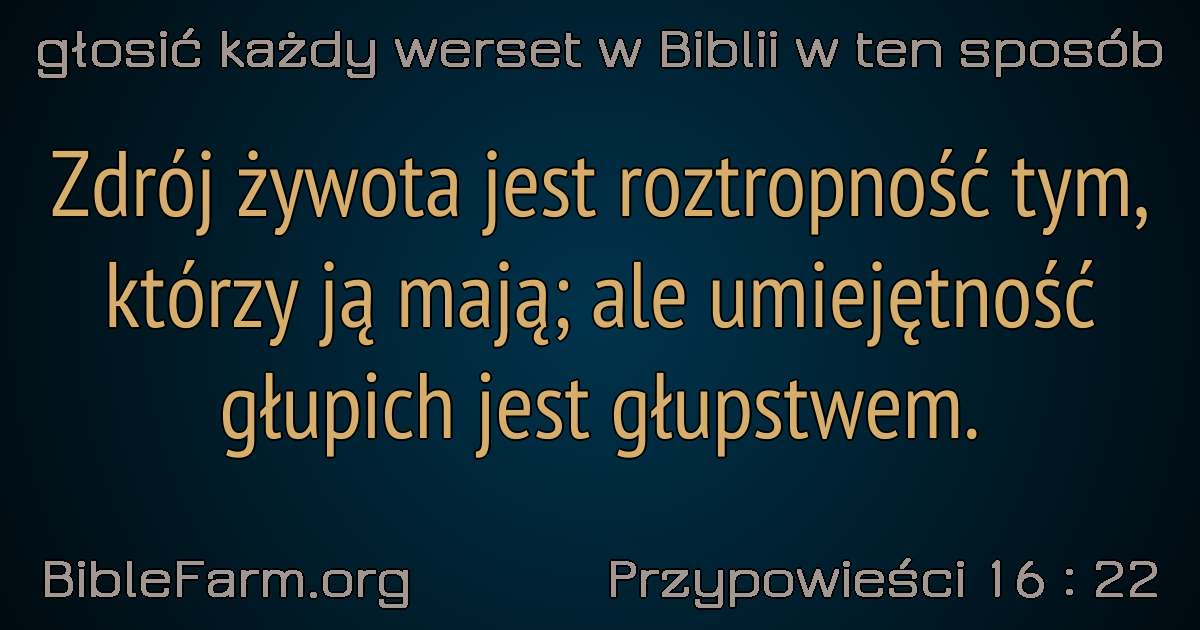 głosić każdy werset w Biblii w ten sposób
Zdrój żywota jest roztropność tym,
którzy ją mają; ale umiejętność
głupich jest głupstwem.
BibleFarm.org
Przypowieści 16 : 22